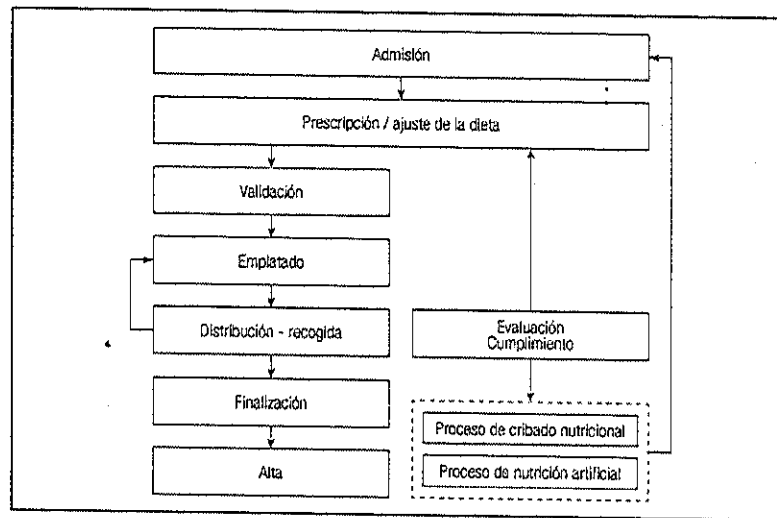 Admisión
Prescripción / ajuste de la dieta
Validación
Emplatado
Distribución - recogida
Finalización
Alta
Evaluación
Cumplimiento
Proceso de cribado nutricional
Proceso de nutrición artificial